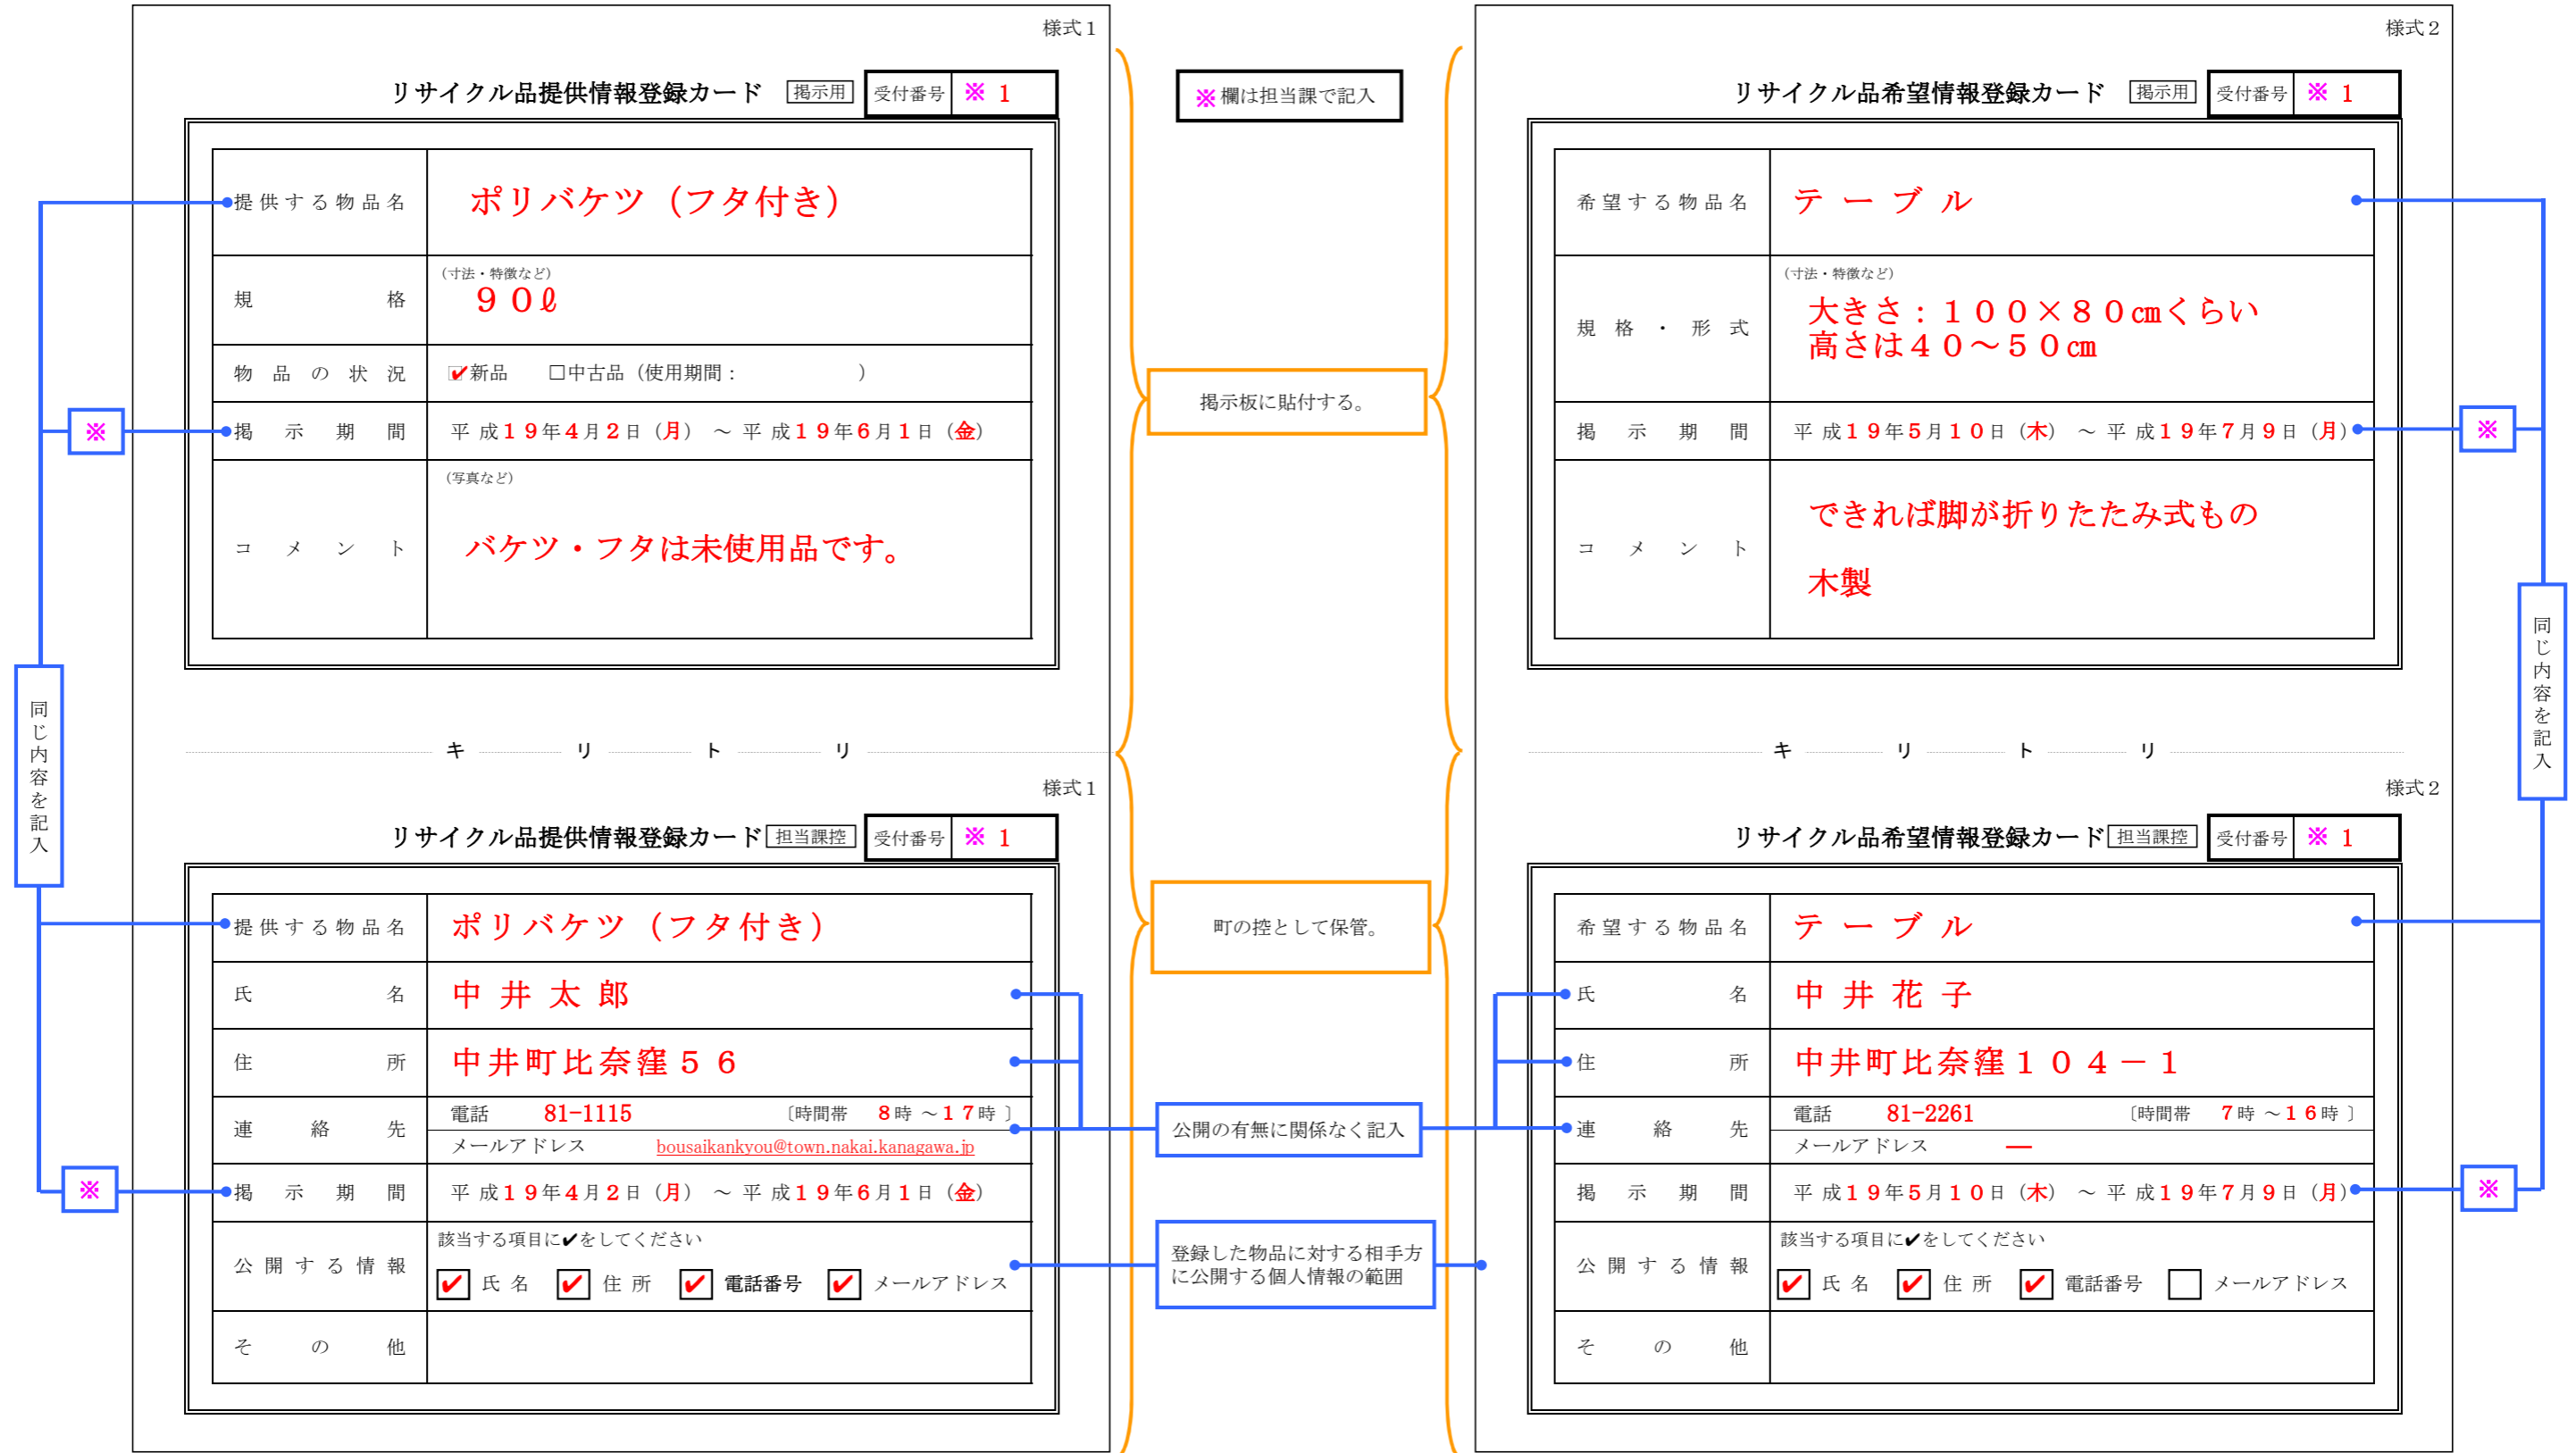 様式１
リサイクル品提供情報登録カード 掲示用 受付番号 ※ 1
提供する物品名 ポリバケツ（フタ付き）
規格 （寸法・特徴など）
９０ℓ
物品の状況 ☑新品 □中古品（使用期間： ）
※ 掲示期間 平成１９年４月２日（月） ～ 平成１９年６月１日（金）
コメント （写真など）
バケツ・フタは未使用品です。
同じ内容を記入
キリトリ
様式１
リサイクル品提供情報登録カード 担当課控 受付番号 ※ 1
提供する物品名 ポリバケツ（フタ付き）
氏名 中井太郎
住所 中井町比奈窪５６
連絡先 電話 81-1115 〔時間帯 ８時 ～１７時 〕
メールアドレス bousaikankyou@town.nakai.kanagawa.jp
※ 掲示期間 平成１９年４月２日（月） ～ 平成１９年６月１日（金）
公開する情報 該当する項目に✔をしてください
☑ 氏名 ☑ 住所 ☑ 電話番号 ☑ メールアドレス
その他
※欄は担当課で記入
掲示板に貼付する。
町の控として保管。
公開の有無に関係なく記入
登録した物品に対する相手方
に公開する個人情報の範囲
様式２
リサイクル品希望情報登録カード 掲示用 受付番号 ※ 1
希望する物品名 テーブル
規格・形式 （寸法・特徴など）
大きさ：１００×８０㎝くらい
高さは４０～５０㎝
掲示期間 平成１９年５月１０日（木） ～ 平成１９年７月９日（月） ※
コメント できれば脚が折りたたみ式もの
木製
同じ内容を記入
キリトリ
様式２
リサイクル品希望情報登録カード 担当課控 受付番号 ※ 1
希望する物品名 テーブル
氏名 中井花子
住所 中井町比奈窪１０４－１
連絡先 電話 81-2261 〔時間帯 ７時 ～１６時 〕
メールアドレス ―
掲示期間 平成１９年５月１０日（木） ～ 平成１９年７月９日（月） ※
公開する情報 該当する項目に✔をしてください
☑ 氏名 ☑ 住所 ☑ 電話番号 □ メールアドレス
その他